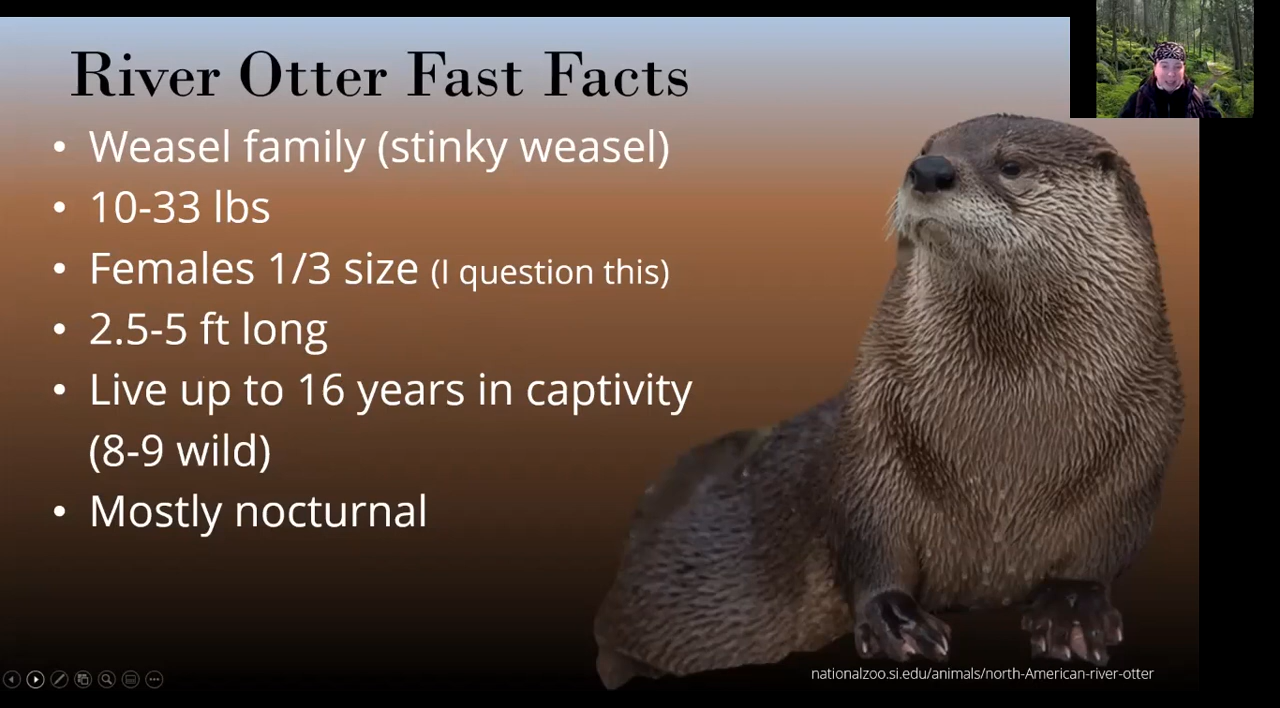 River Otter Fast Facts
• Weasel family (stinky weasel)
• 10-33 lbs
• Females 1/3 size (I question this)
• 2.5-5 ft long
• Live up to 16 years in captivity
(8-9 wild)
• Mostly nocturnal
nationalzoo.si.edu/animals/north-American-river-otter